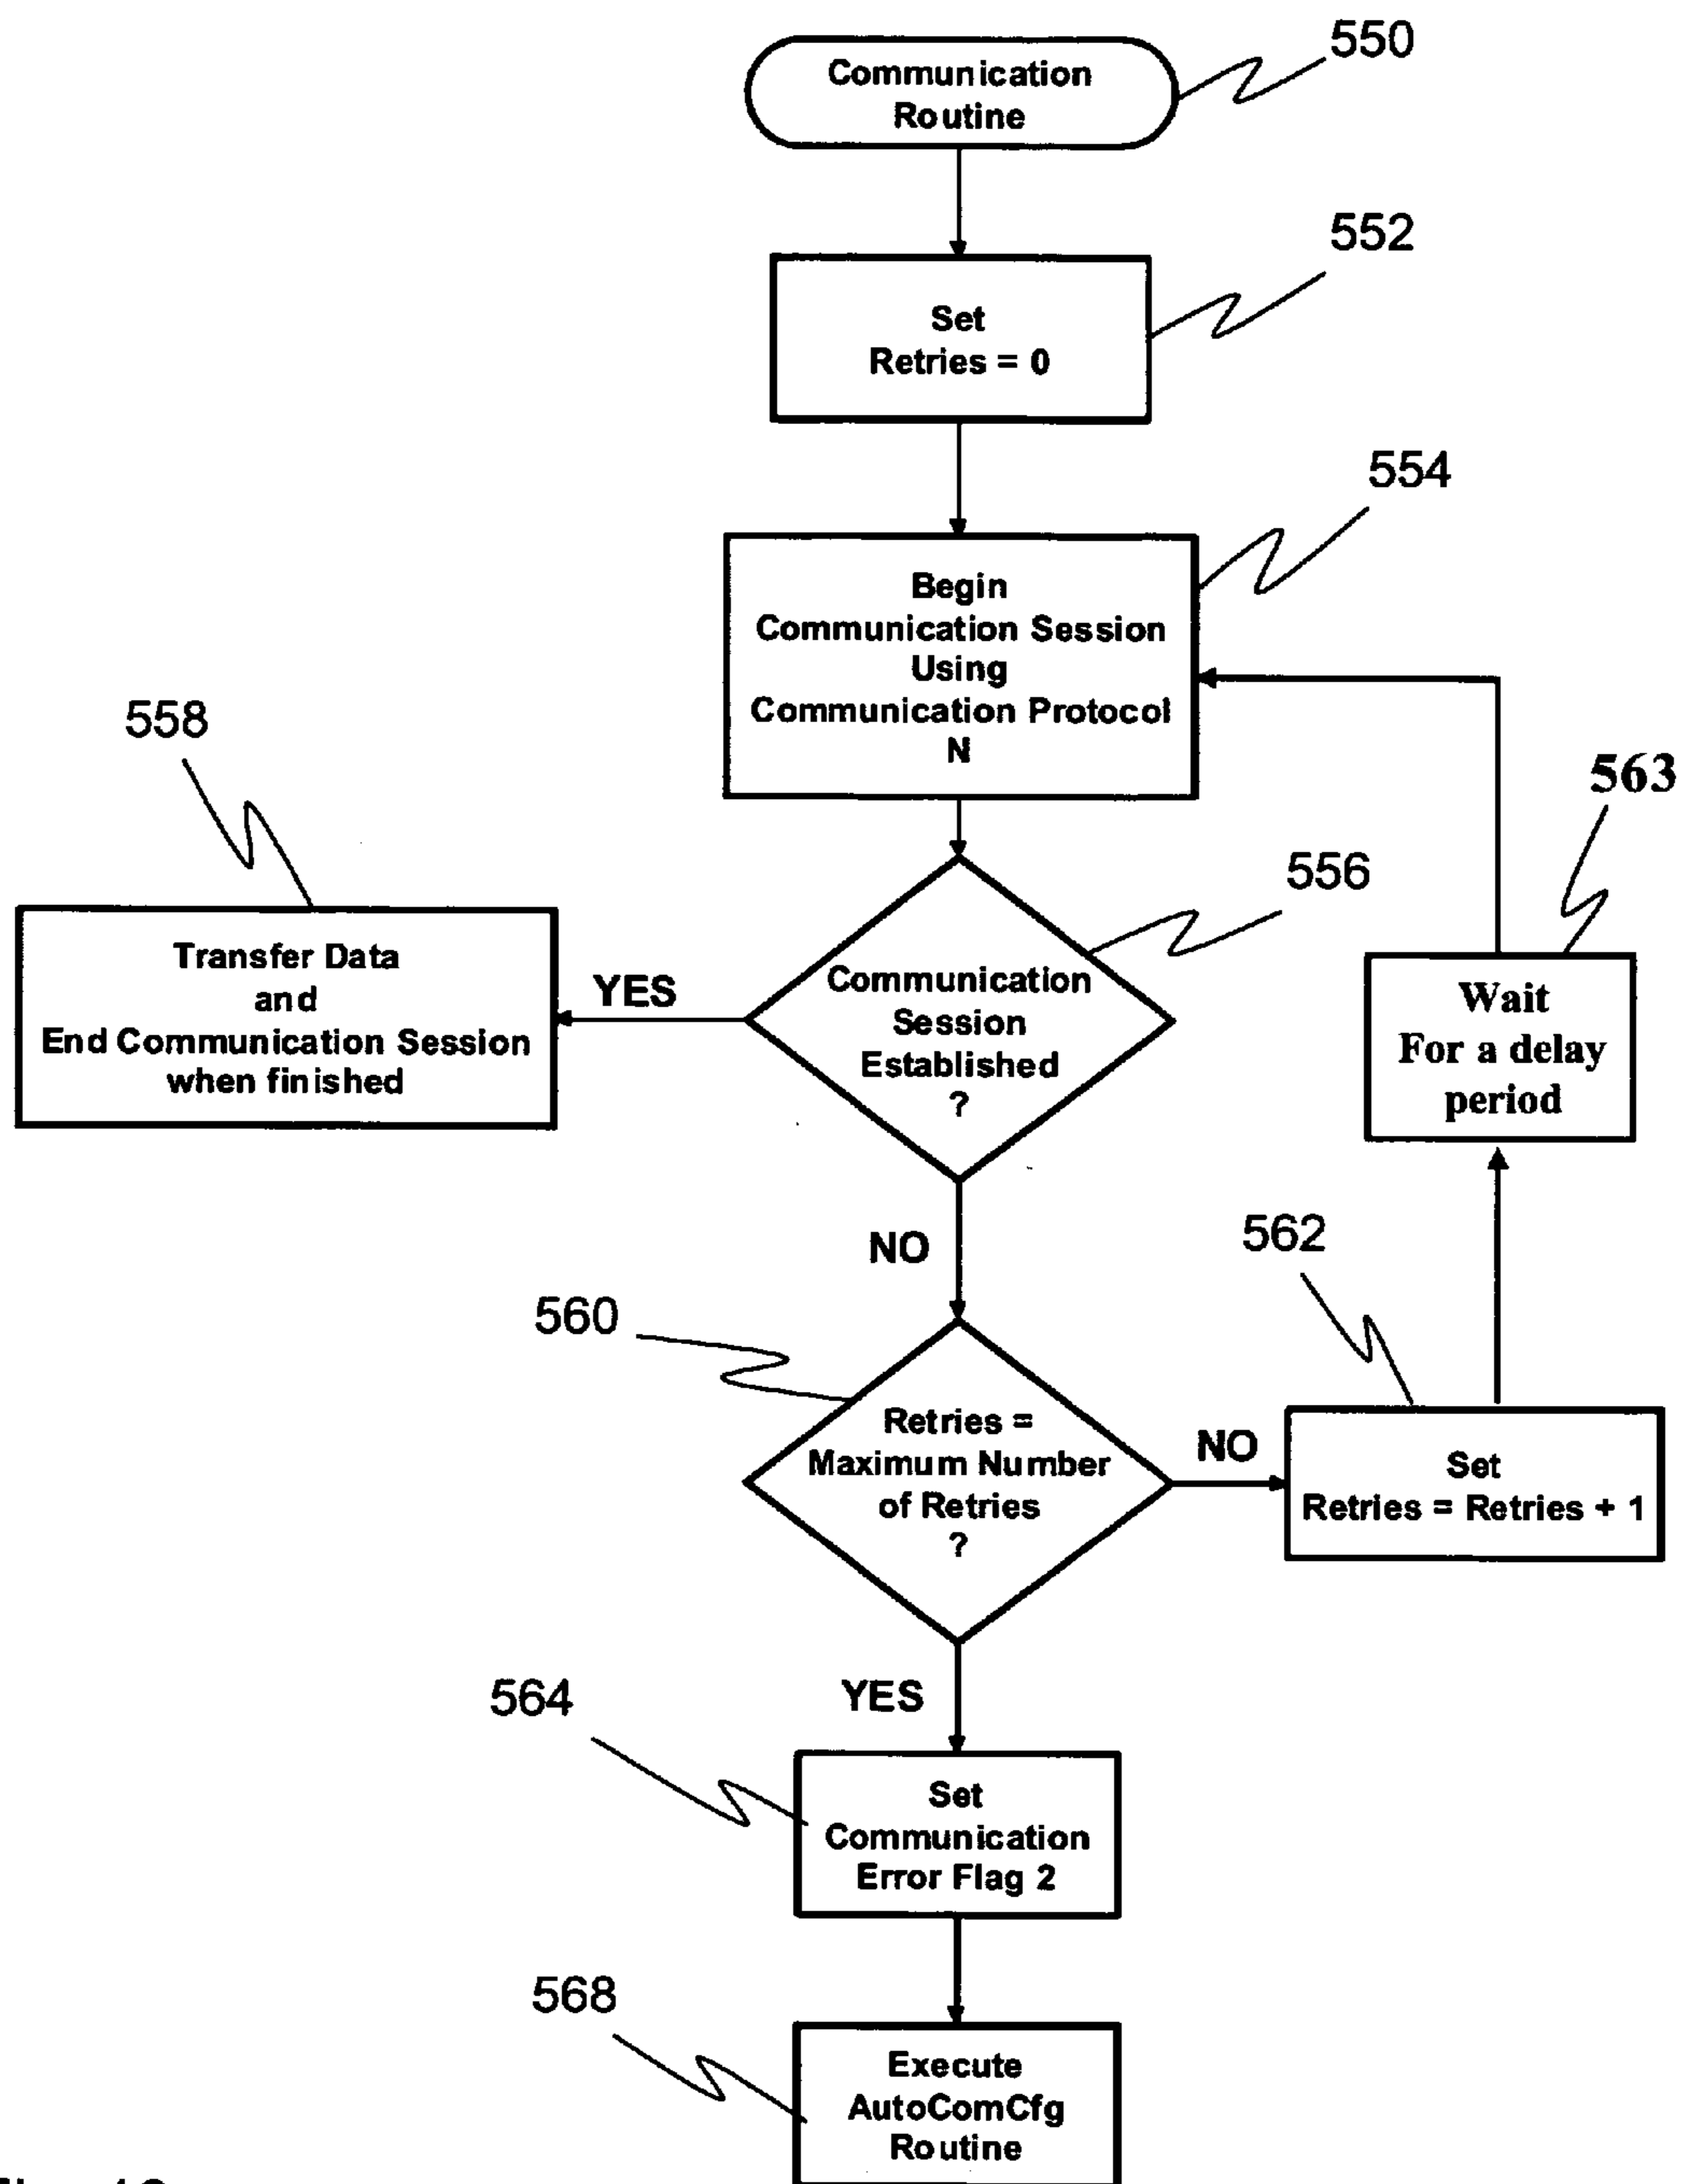 550
Communication
Routine
552
Set
Retries = 0
554
Begin
Communication Session
Using
Communication Protocol
N
558
563
556
Transfer Data
and
End Communication Session
when finished
YES
Communication
Session
Established
?
Wait
For a delay
period
NO
562
560
Retries =
Maximum Number
of Retries
?
NO
Set
Retries = Retries + 1
564
YES
Set
Communication
Error Flag 2
568
Execute
AutoComCfg
Routine